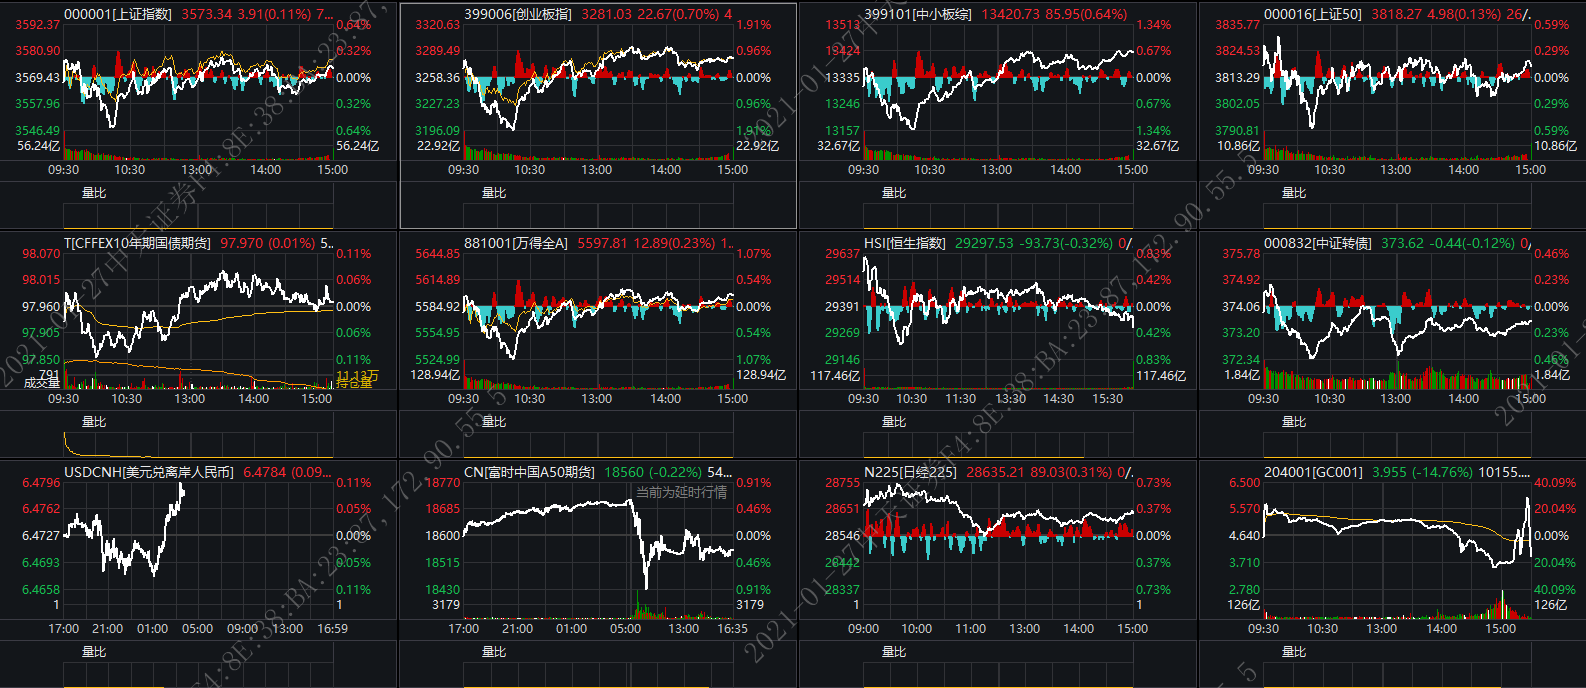 000001[上证指数] 3573.34 3.91(0.11%) 7...
3592.37 0.64%
3580.90 0.32%
3569.43 0.00%
3557.96 0.32%
3546.49 0.64%
56.24亿 56.24亿
09:30 10:30 13:00 14:00 15:00
量比
399006[创业板指] 3281.03 22.67(0.70%) 4
3320.63 1.91%
3289.49 0.96%
3258.36 0.00%
3227.23 0.96%
3196.09 1.91%
22.92亿 22.92亿
09:30 10:30 13:00 14:00 15:00
量比
399101[中小板综] 13420.73 85.95(0.64%)
13513 1.34%
13424 0.67%
13335 0.00%
13246 0.67%
13157 1.34%
32.67亿 32.67亿
09:30 10:30 13:00 14:00 15:00
量比
000016[上证50] 3818.27 4.98(0.13%) 26/.
3835.77 0.59%
3824.53 0.29%
3813.29 0.00%
3802.05 0.29%
3790.81 0.59%
10.86亿 10.86亿
09:30 10:30 13:00 14:00 15:00
量比
T[CFFEX10年期国债期货] 97.970 (0.01%) 5..
98.070 0.11%
98.015 0.06%
97.960 0.00%
97.905 0.06%
97.850 0.11%
791 11.13万
成交量 持仓量
09:30 10:30 13:00 14:00 15:00
量比
881001[万得全A] 5597.81 12.89(0.23%) 1..
5644.85 1.07%
5614.89 0.54%
5584.92 0.00%
5554.95 0.54%
5524.99 1.07%
128.94亿 128.94亿
09:30 10:30 13:00 14:00 15:00
量比
HSI[恒生指数] 29297.53 -93.73(-0.32%) 0/
29637 0.83%
29514 0.42%
29391 0.00%
29269 0.42%
29146 0.83%
117.46亿 117.46亿
09:30 10:30 11:30 13:30 14:30 15:30
量比
000832[中证转债] 373.62 -0.44(-0.12%) 0/
375.78 0.46%
374.92 0.23%
374.06 0.00%
373.20 0.23%
372.34 0.46%
1.84亿 1.84亿
09:30 10:30 13:00 14:00 15:00
量比
USDCNH[美元兑离岸人民币] 6.4784 (0.09...
6.4796 0.11%
6.4762 0.05%
6.4727 0.00%
6.4693 0.05%
6.4658 0.11%
1 1
17:00 21:00 01:00 05:00 09:00 13:00 16:59
量比
CN[富时中国A50期货] 18560 (-0.22%) 54...
当前为延时行情
18770 0.91%
18685 0.46%
18600 0.00%
18515 0.46%
18430 0.91%
3179 3179
17:00 21:00 01:00 05:00 13:00 16:35
量比
N225[日经225] 28635.21 89.03(0.31%) 0/.
28755 0.73%
28651 0.37%
28546 0.00%
28442 0.37%
28337 0.73%
1 1
09:00 10:00 11:00 13:00 14:00 15:00
量比
204001[GC001] 3.955 (-14.76%) 10155....
6.500 40.09%
5.570 20.04%
4.640 0.00%
3.710 20.04%
2.780 40.09%
126亿 126亿
09:30 10:30 13:00 14:00 15:00
量比